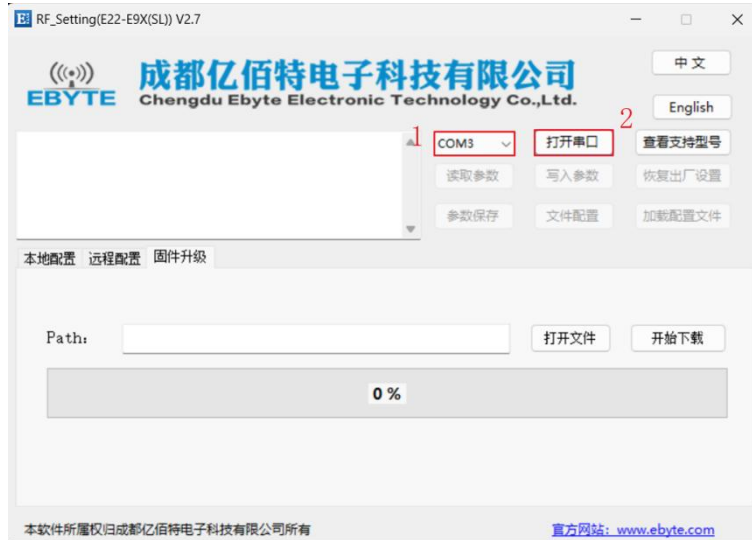 RF_Setting(E22-E9X(SL)) V2.7
EBYTE
成都亿佰特电子科技有限公司
Chengdu Ebyte Electronic Technology Co.,Ltd.
中文
English
1
COM3
打开串口
2
查看支持型号
读取参数
写入参数
恢复出厂设置
参数保存
文件配置
加载配置文件
本地配置 远程配置 固件升级
Path:
打开文件
开始下载
0 %
本软件所属权归成都亿佰特电子科技有限公司所有
官方网站: www.ebyte.com